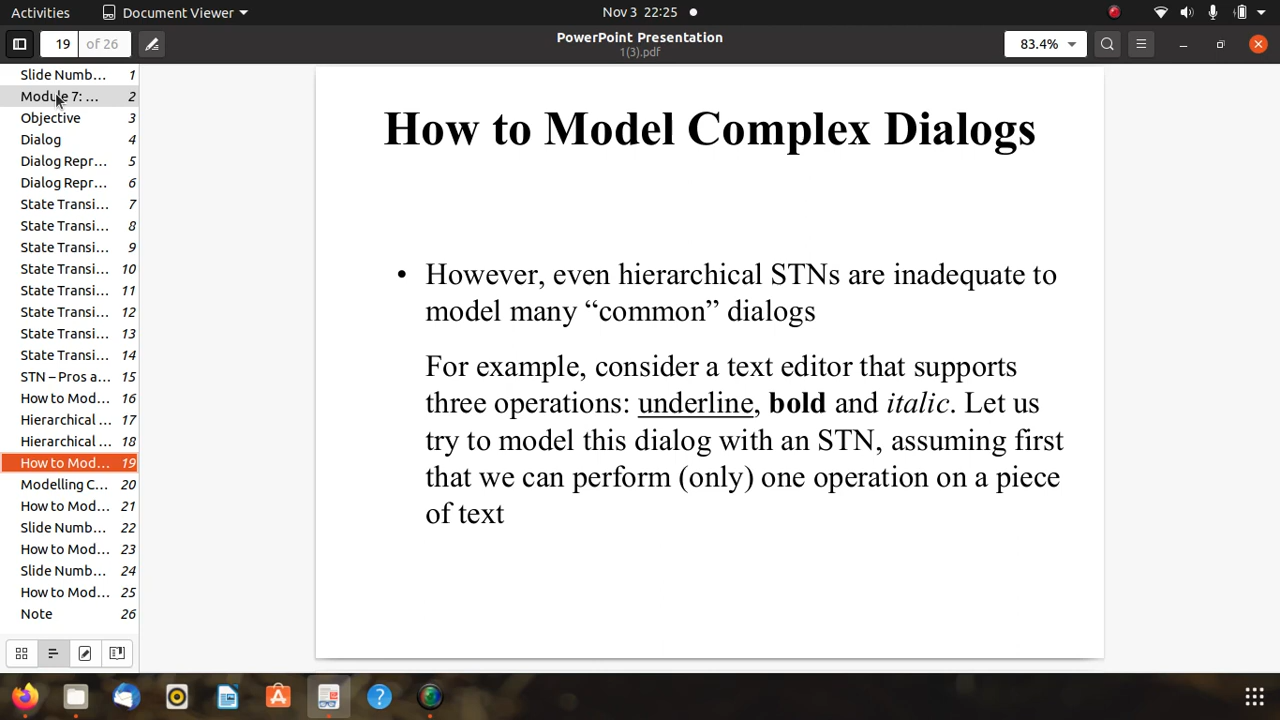 Activities
Document Viewer
Nov 3 22:25
19 of 26
PowerPoint Presentation
1(3).pdf
83.4%
Slide Numb... 1
Module 7: ... 2
Objective 3
Dialog 4
Dialog Repr... 5
Dialog Repr... 6
State Transi... 7
State Transi... 8
State Transi... 9
State Transi... 10
State Transi... 11
State Transi... 12
State Transi... 13
State Transi... 14
STN – Pros a... 15
How to Mod... 16
Hierarchical ... 17
Hierarchical ... 18
How to Mod... 19
Modelling C... 20
How to Mod... 21
Slide Numb... 22
How to Mod... 23
Slide Numb... 24
How to Mod... 25
Note 26
How to Model Complex Dialogs
• However, even hierarchical STNs are inadequate to
model many “common” dialogs
For example, consider a text editor that supports
three operations: underline, bold and italic. Let us
try to model this dialog with an STN, assuming first
that we can perform (only) one operation on a piece
of text